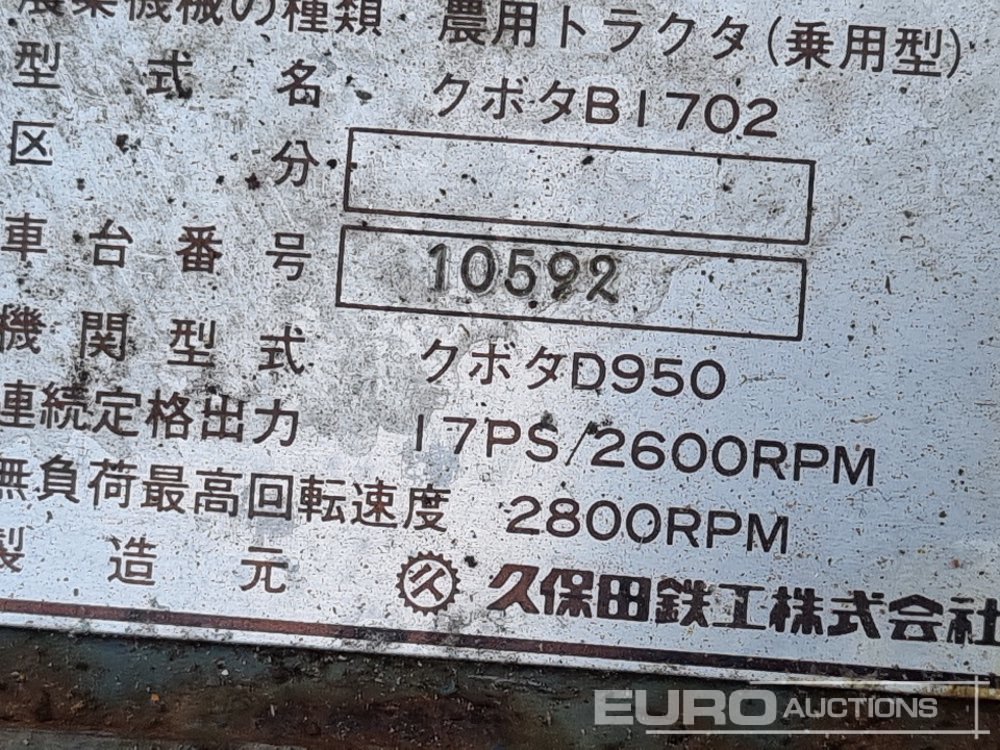 農業機械の種類 農用トラクタ(乗用型)
型式名 クボタB1702
区分
車台番号 10592
機関型式 クボタD950
連続定格出力 17PS/2600RPM
無負荷最高回転速度 2800RPM
製造元 久 久保田鉄工株式会社
EURO AUCTIONS